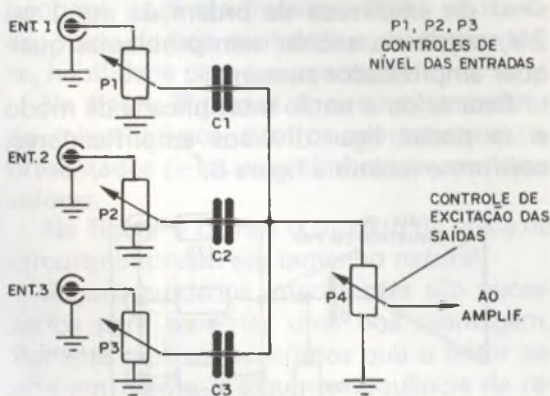 ENT. 1
P1
C1
P1, P2, P3
CONTROLES DE
NÍVEL DAS ENTRADAS
ENT.2
P2
C2
CONTROLE DE
EXCITAÇÃO DAS
SAÍDAS
P4
AO
AMPLIF.
ENT.3
P3
C3